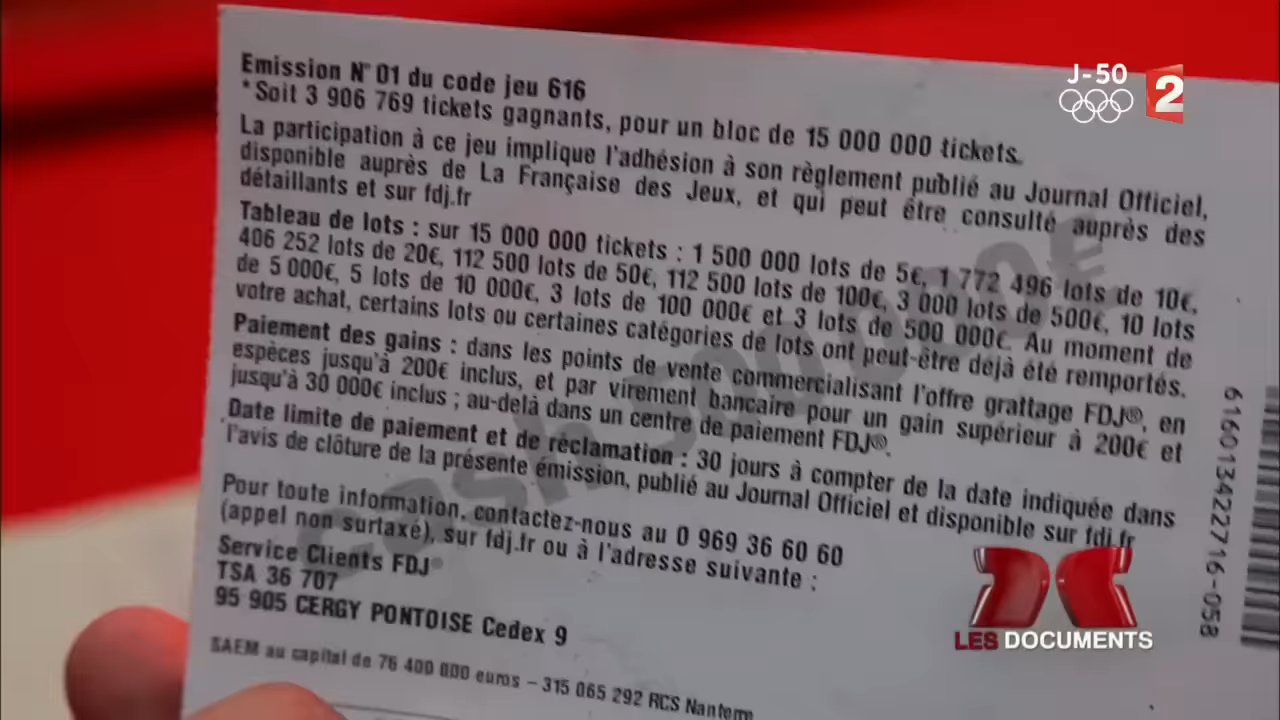 J-50
2
Emission N° 01 du code jeu 616
*Soit 3 906 769 tickets gagnants, pour un bloc de 15 000 000 tickets.
La participation à ce jeu implique l'adhésion à son règlement publié au Journal Officiel,
disponible auprès de La Française des Jeux, et qui peut être consulté auprès des
détaillants et sur fdj.fr
Tableau de lots : sur 15 000 000 tickets : 1 500 000 lots de 5€, 1 772 496 lots de 10€,
406 252 lots de 20€, 112 500 lots de 50€, 112 500 lots de 100€, 3 000 lots de 500€, 10 lots
de 5 000€, 5 lots de 10 000€, 3 lots de 100 000€ et 3 lots de 500 000€. Au moment de
votre achat, certains lots ou certaines catégories de lots ont peut-être déjà été remportés.
Paiement des gains : dans les points de vente commercialisant l'offre grattage FDJ®, en
espèces jusqu'à 200€ inclus, et par virement bancaire pour un gain supérieur à 200€ et
jusqu'à 30 000€ inclus ; au-delà dans un centre de paiement FDJ®.
Date limite de paiement et de réclamation : 30 jours à compter de la date indiquée dans
l'avis de clôture de la présente émission, publié au Journal Officiel et disponible sur fdj.fr
Pour toute information, contactez-nous au 0 969 36 60 60
(appel non surtaxé), sur fdj.fr ou à l'adresse suivante :
Service Clients FDJ®
TSA 36 707
95 905 CERGY PONTOISE Cedex 9
SAEM au capital de 76 400 000 euros – 315 065 292 RCS Nanterre
cash 500 000€
616013422716-058
LES DOCUMENTS